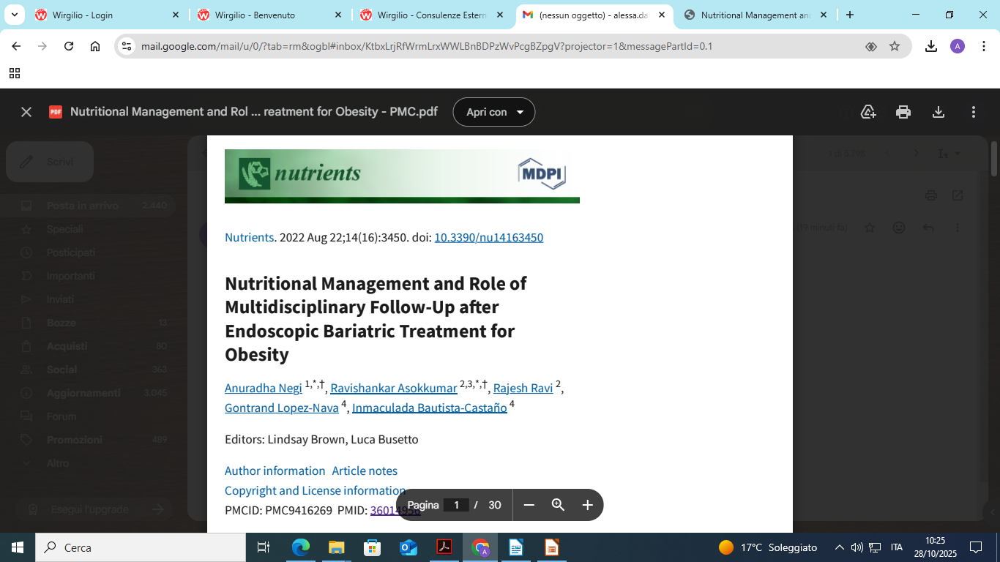 Wirgilio - Login
Wirgilio - Benvenuto
Wirgilio - Consulenze Estern
(nessun oggetto) - alessa.da
Nutritional Management and
mail.google.com/mail/u/0/?tab=rm&ogbl#inbox/KtbxLrjRfWrmLrxWWLBnBDPzWvPcgBZpgV?projector=1&messagePartId=0.1
A
PDF
Nutritional Management and Rol ... reatment for Obesity - PMC.pdf
Apri con
Scrivi
1 di 5.798
Posta in arrivo 2.440
Speciali
Posticipati
Importanti
Inviati
Bozze 13
Acquisti 80
Social 363
Aggiornamenti 3.045
Forum
Promozioni 489
Altro
Esegui l'upgrade
(19 minuti fa)
nutrients
MDPI
Nutrients. 2022 Aug 22;14(16):3450. doi: 10.3390/nu14163450
Nutritional Management and Role of
Multidisciplinary Follow-Up after
Endoscopic Bariatric Treatment for
Obesity
Anuradha Negi 1,*,†, Ravishankar Asokkumar 2,3,*,†, Rajesh Ravi 2,
Gontrand Lopez-Nava 4, Inmaculada Bautista-Castaño 4
Editors: Lindsay Brown, Luca Busetto
Author information Article notes
Copyright and License information
PMCID: PMC9416269 PMID: 36014956
Pagina 1 / 30
Cerca
A
17°C Soleggiato
ITA
10:25
28/10/2025